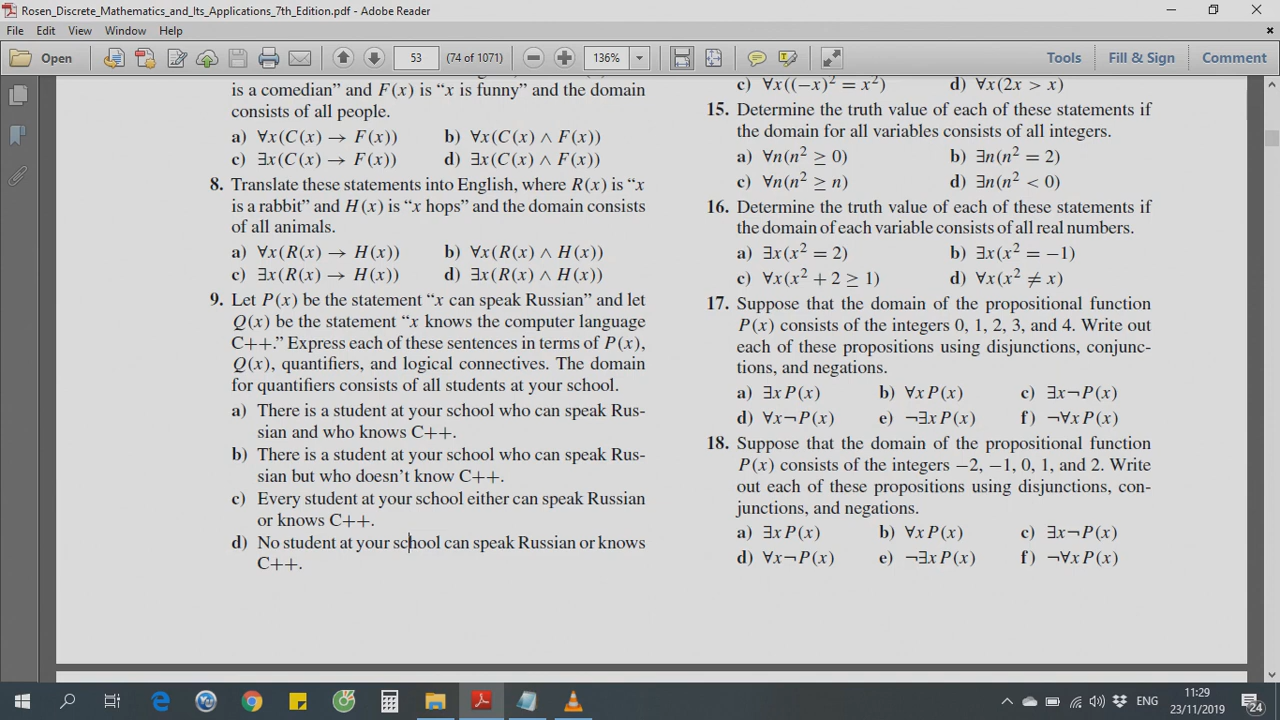 Rosen_Discrete_Mathematics_and_Its_Applications_7th_Edition.pdf - Adobe Reader
File Edit View Window Help
Open 53 (74 of 1071) 136% Tools Fill & Sign Comment
is a comedian” and F(x) is “x is funny” and the domain
consists of all people.
a) ∀x(C(x) → F(x)) b) ∀x(C(x) ∧ F(x))
c) ∃x(C(x) → F(x)) d) ∃x(C(x) ∧ F(x))
8. Translate these statements into English, where R(x) is “x
is a rabbit” and H(x) is “x hops” and the domain consists
of all animals.
a) ∀x(R(x) → H(x)) b) ∀x(R(x) ∧ H(x))
c) ∃x(R(x) → H(x)) d) ∃x(R(x) ∧ H(x))
9. Let P(x) be the statement “x can speak Russian” and let
Q(x) be the statement “x knows the computer language
C++.” Express each of these sentences in terms of P(x),
Q(x), quantifiers, and logical connectives. The domain
for quantifiers consists of all students at your school.
a) There is a student at your school who can speak Rus-
sian and who knows C++.
b) There is a student at your school who can speak Rus-
sian but who doesn’t know C++.
c) Every student at your school either can speak Russian
or knows C++.
d) No student at your school can speak Russian or knows
C++.
c) ∀x((−x)² = x²) d) ∀x(2x > x)
15. Determine the truth value of each of these statements if
the domain for all variables consists of all integers.
a) ∀n(n² ≥ 0) b) ∃n(n² = 2)
c) ∀n(n² ≥ n) d) ∃n(n² < 0)
16. Determine the truth value of each of these statements if
the domain of each variable consists of all real numbers.
a) ∃x(x² = 2) b) ∃x(x² = −1)
c) ∀x(x² + 2 ≥ 1) d) ∀x(x² ≠ x)
17. Suppose that the domain of the propositional function
P(x) consists of the integers 0, 1, 2, 3, and 4. Write out
each of these propositions using disjunctions, conjunc-
tions, and negations.
a) ∃xP(x) b) ∀xP(x) c) ∃x¬P(x)
d) ∀x¬P(x) e) ¬∃xP(x) f) ¬∀xP(x)
18. Suppose that the domain of the propositional function
P(x) consists of the integers −2, −1, 0, 1, and 2. Write
out each of these propositions using disjunctions, con-
junctions, and negations.
a) ∃xP(x) b) ∀xP(x) c) ∃x¬P(x)
d) ∀x¬P(x) e) ¬∃xP(x) f) ¬∀xP(x)
ENG
11:29
23/11/2019
24